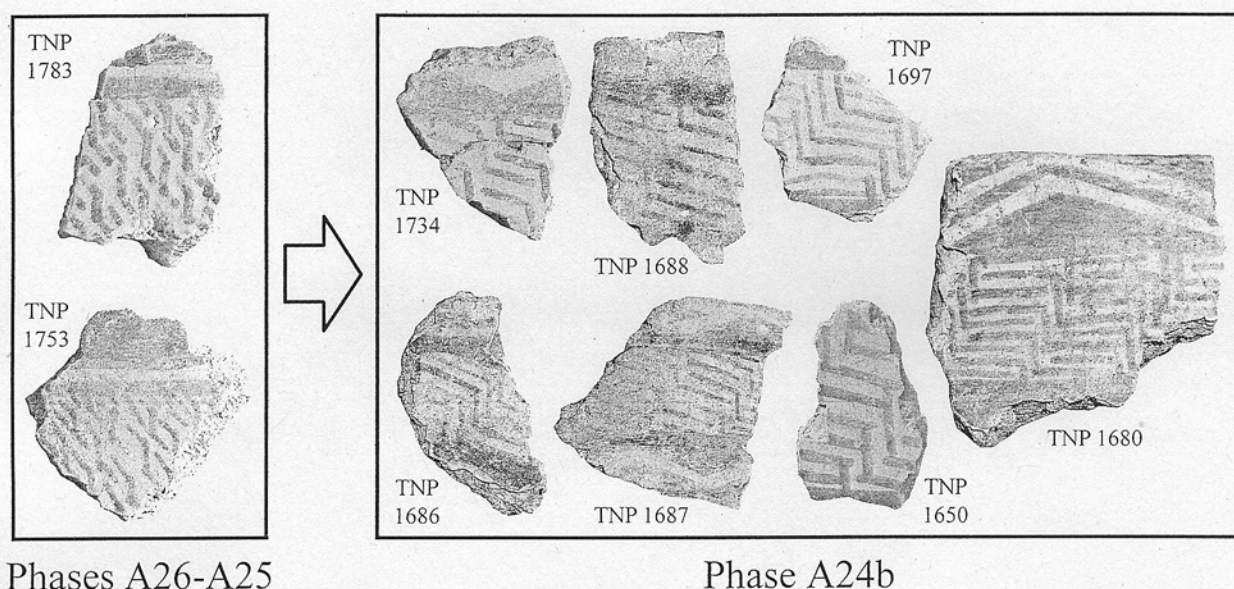 TNP
1783
TNP
1753
Phases A26-A25
TNP
1734
TNP 1688
TNP
1697
TNP
1686
TNP 1687
TNP
1650
TNP 1680
Phase A24b